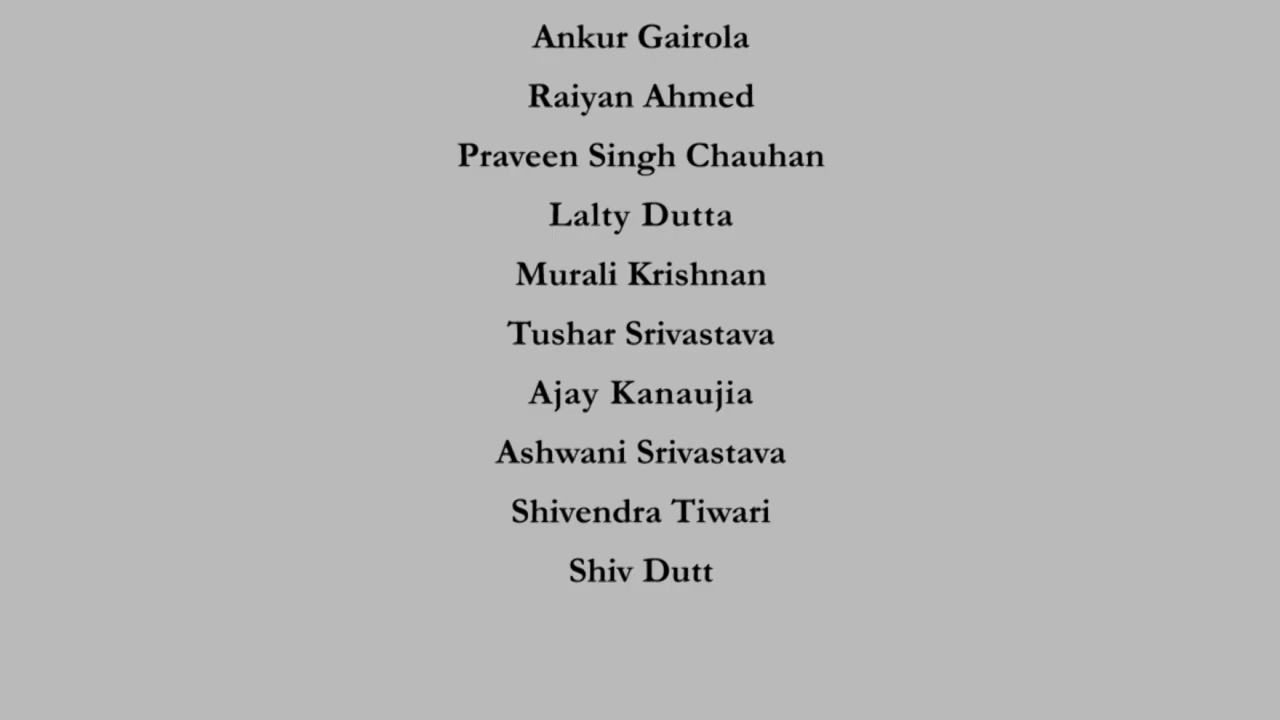 Ankur Gairola
Raiyan Ahmed
Praveen Singh Chauhan
Lalty Dutta
Murali Krishnan
Tushar Srivastava
Ajay Kanaujia
Ashwani Srivastava
Shivendra Tiwari
Shiv Dutt